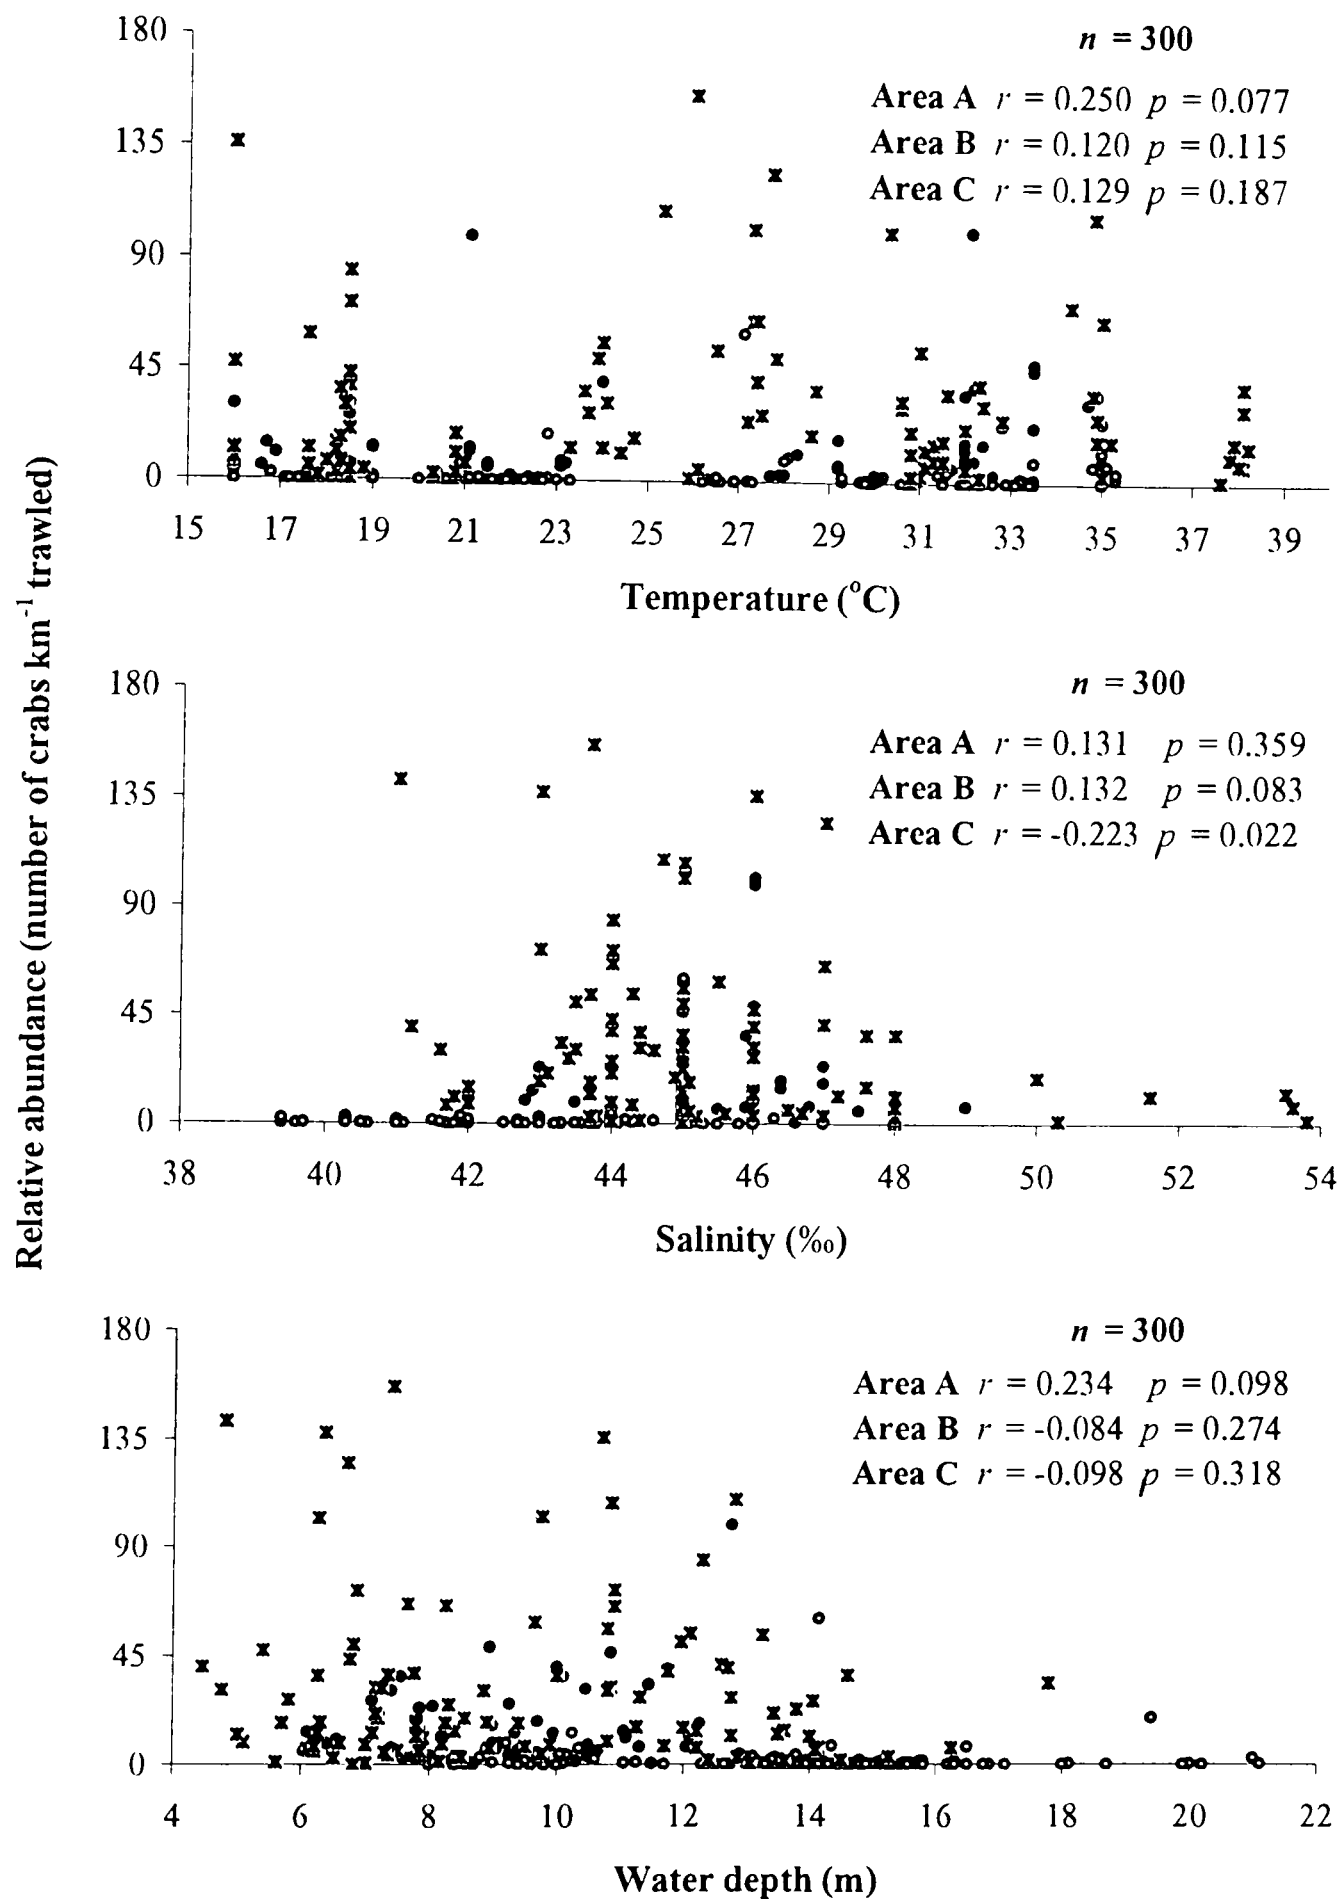 Relative abundance (number of crabs km-1 trawled)
180
135
90
45
0
n = 300
Area A r = 0.250 p = 0.077
Area B r = 0.120 p = 0.115
Area C r = 0.129 p = 0.187
15 17 19 21 23 25 27 29 31 33 35 37 39
Temperature (°C)
180
135
90
45
0
n = 300
Area A r = 0.131 p = 0.359
Area B r = 0.132 p = 0.083
Area C r = -0.223 p = 0.022
38 40 42 44 46 48 50 52 54
Salinity (‰)
180
135
90
45
0
n = 300
Area A r = 0.234 p = 0.098
Area B r = -0.084 p = 0.274
Area C r = -0.098 p = 0.318
4 6 8 10 12 14 16 18 20 22
Water depth (m)